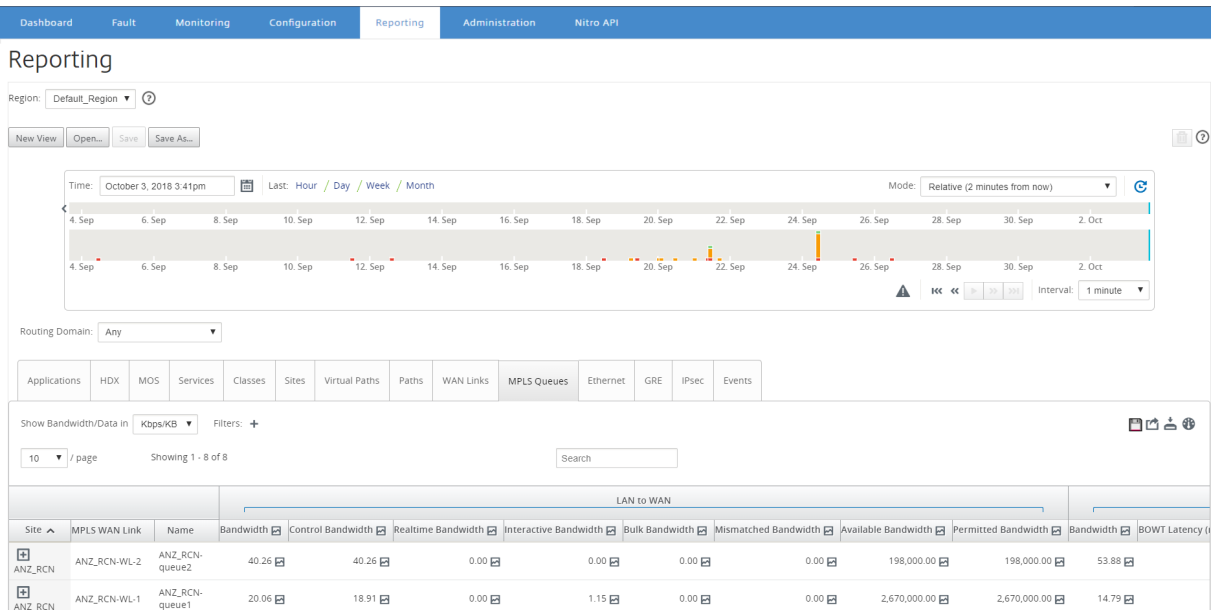 Dashboard Fault Monitoring Configuration Reporting Administration Nitro API
Reporting
Region: Default_Region
New View Open... Save Save As...
Time: October 3, 2018 3:41pm Last: Hour / Day / Week / Month Mode: Relative (2 minutes from now)
4. Sep 6. Sep 8. Sep 10. Sep 12. Sep 14. Sep 16. Sep 18. Sep 20. Sep 22. Sep 24. Sep 26. Sep 28. Sep 30. Sep 2. Oct
4. Sep 6. Sep 8. Sep 10. Sep 12. Sep 14. Sep 16. Sep 18. Sep 20. Sep 22. Sep 24. Sep 26. Sep 28. Sep 30. Sep 2. Oct
Interval: 1 minute
Routing Domain: Any
Applications HDX MOS Services Classes Sites Virtual Paths Paths WAN Links MPLS Queues Ethernet GRE IPsec Events
Show Bandwidth/Data in Kbps/KB Filters: +
10 / page Showing 1 - 8 of 8 Search
LAN to WAN
Site MPLS WAN Link Name Bandwidth Control Bandwidth Realtime Bandwidth Interactive Bandwidth Bulk Bandwidth Mismatched Bandwidth Available Bandwidth Permitted Bandwidth Bandwidth BOWT Latency
ANZ_RCN ANZ_RCN-WL-2 ANZ_RCN-queue2 40.26 40.26 0.00 0.00 0.00 0.00 198,000.00 198,000.00 53.88
ANZ_RCN ANZ_RCN-WL-1 ANZ_RCN-queue1 20.06 18.91 0.00 1.15 0.00 0.00 2,670,000.00 2,670,000.00 14.79